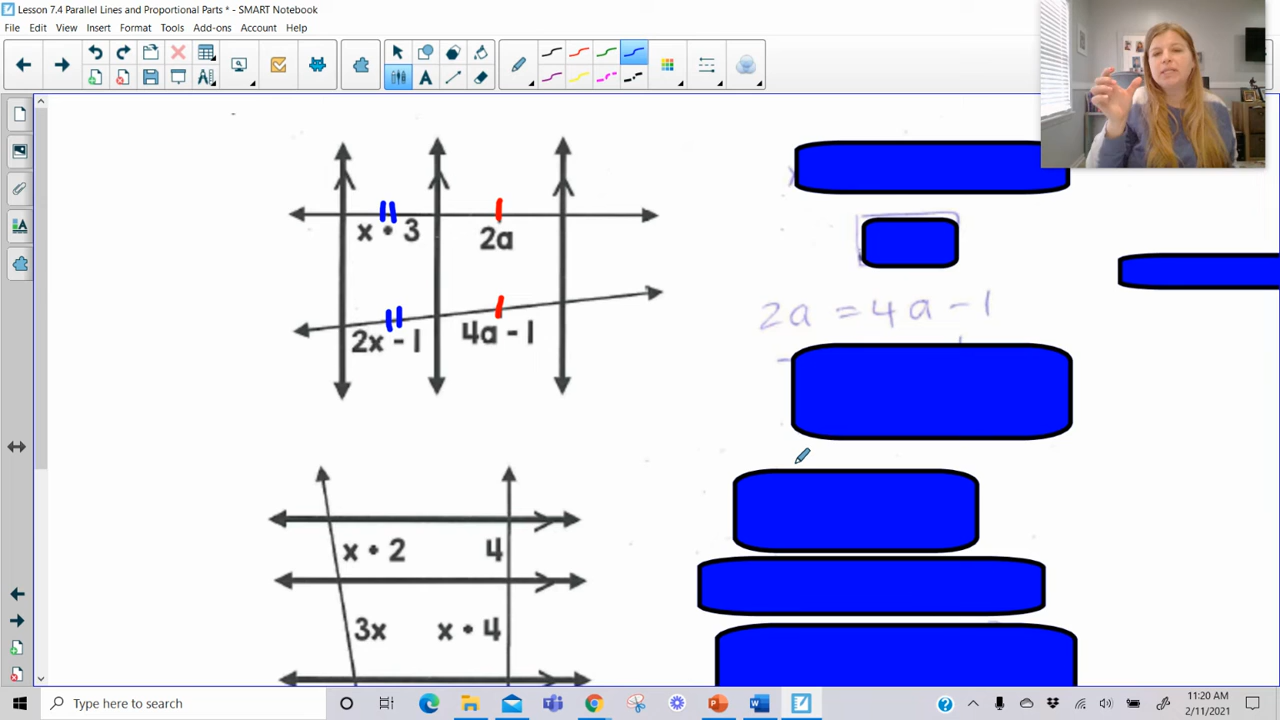 Lesson 7.4 Parallel Lines and Proportional Parts * - SMART Notebook
File Edit View Insert Format Tools Add-ons Account Help
x + 3
2a
2x - 1
4a - 1
2a = 4a - 1
x + 2
4
3x
x + 4
Type here to search
11:20 AM
2/11/2021